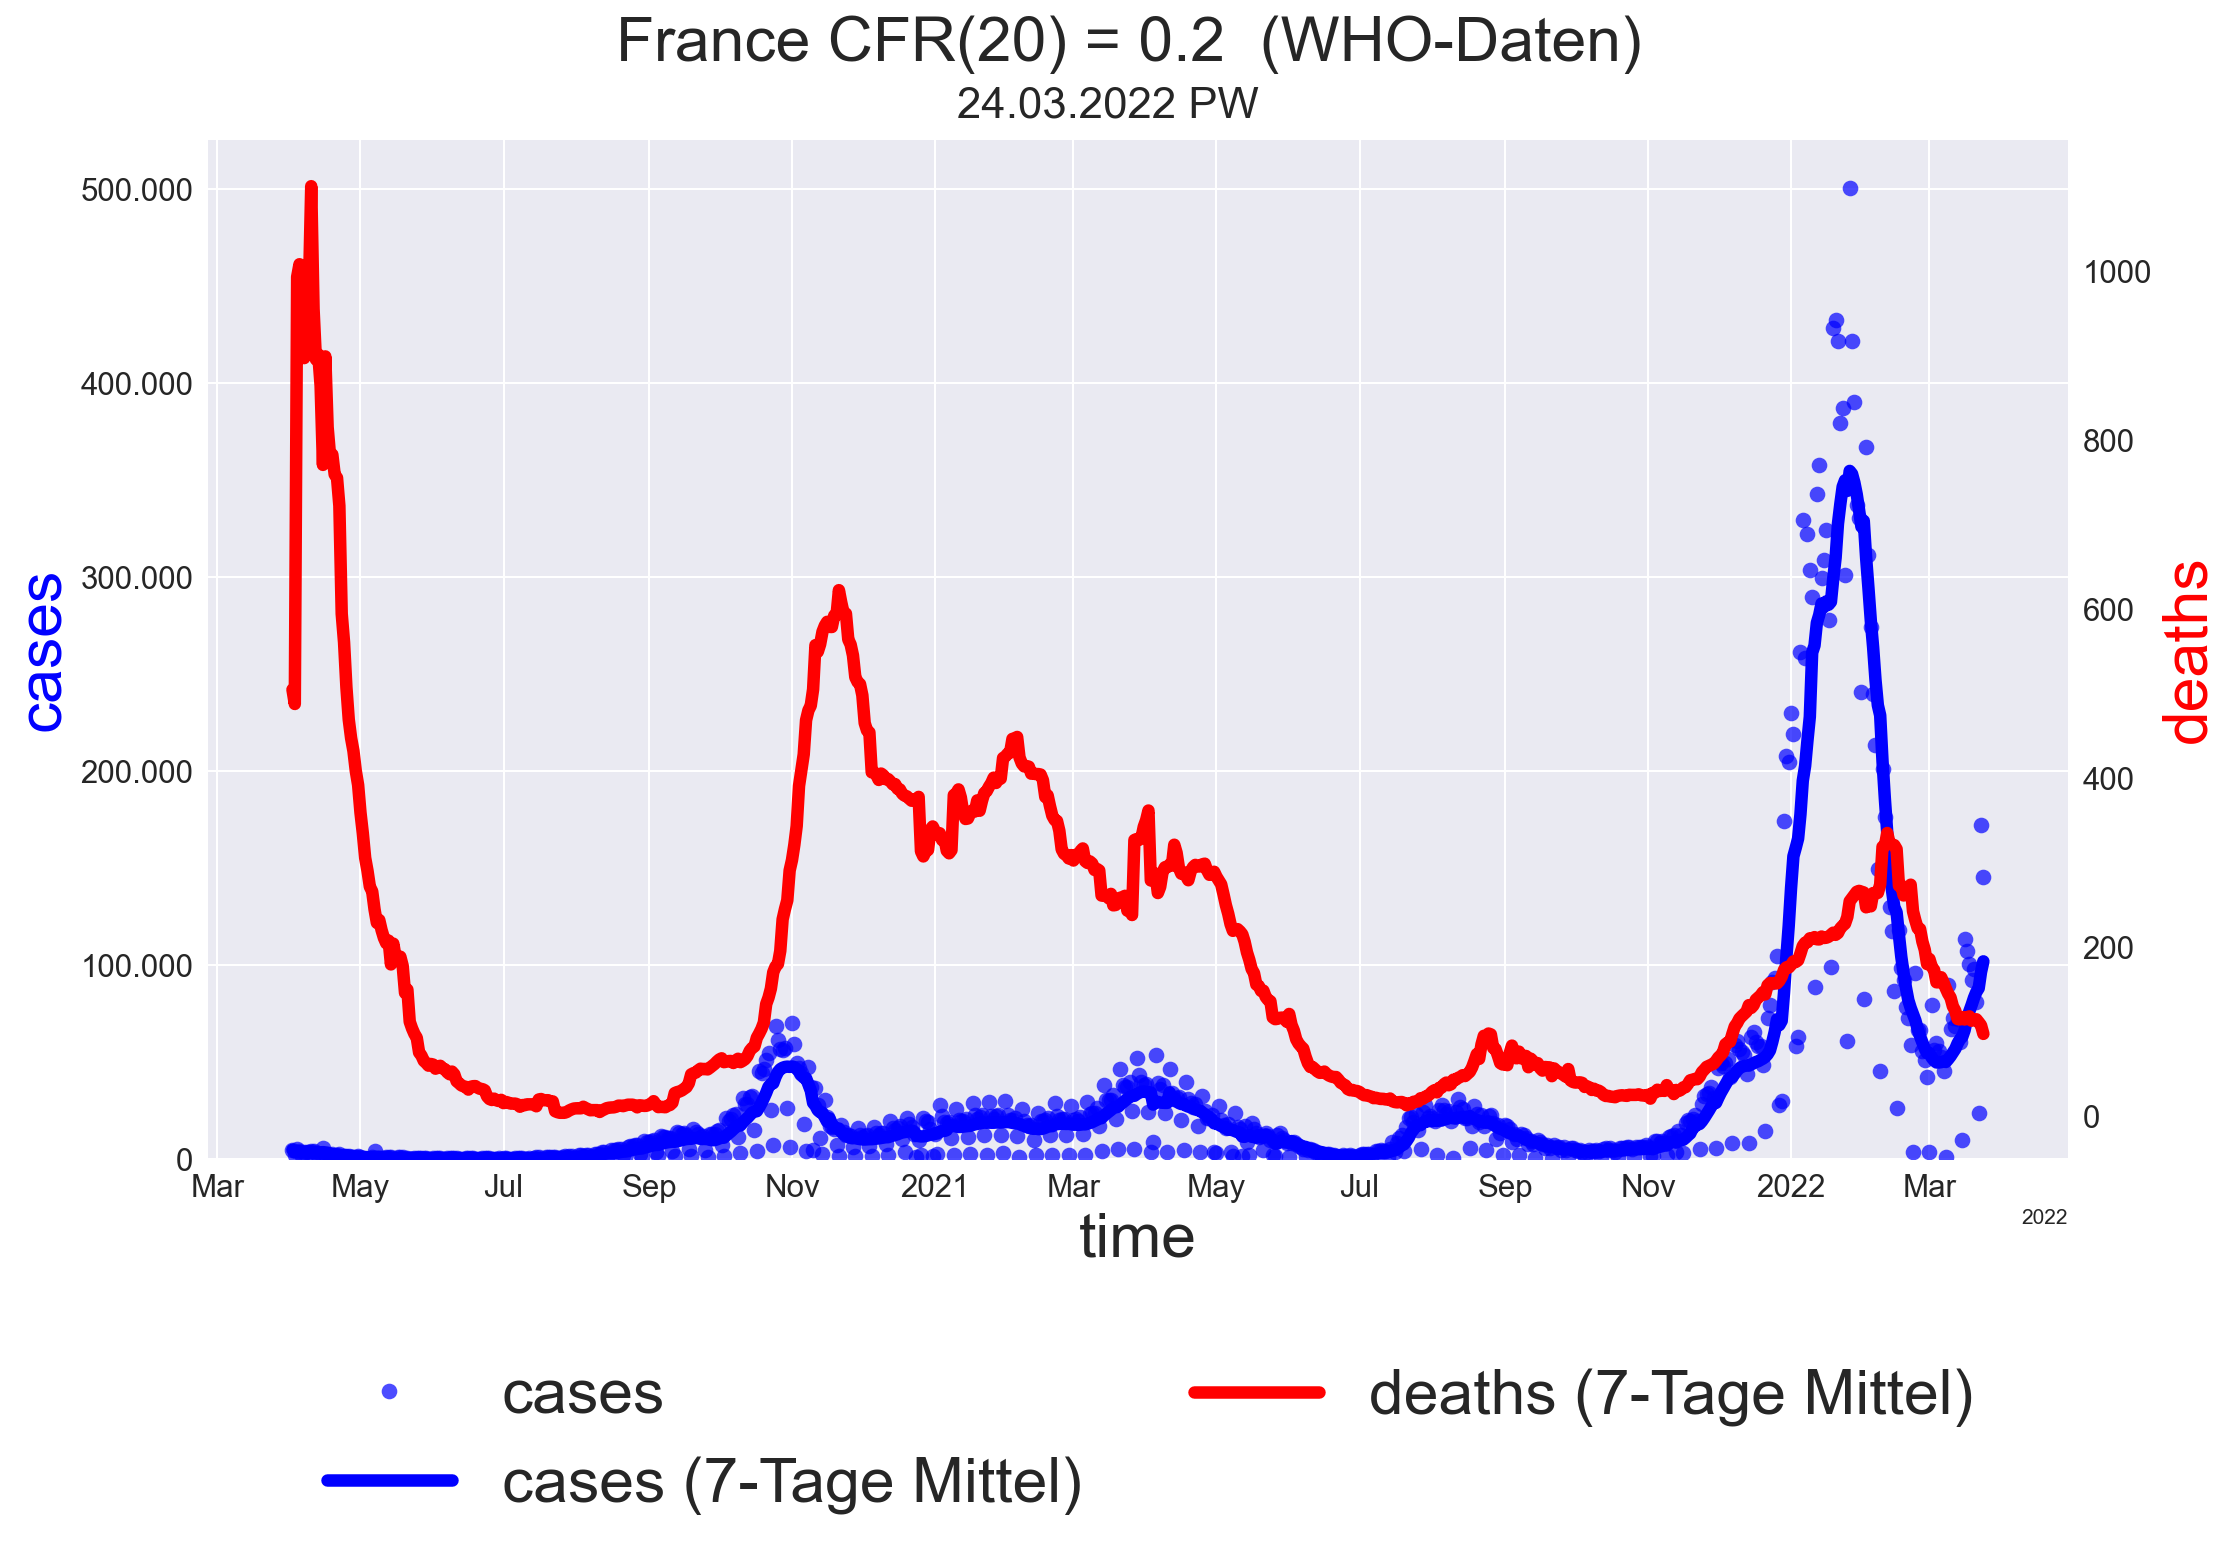 France CFR(20) = 0.2  (WHO-Daten)
24.03.2022 PW
500.000
400.000
300.000
200.000
100.000
0
cases
1000
800
600
400
200
0
deaths
Mar May Jul Sep Nov 2021 Mar May Jul Sep Nov 2022 Mar
2022
time
cases
cases (7-Tage Mittel)
deaths (7-Tage Mittel)